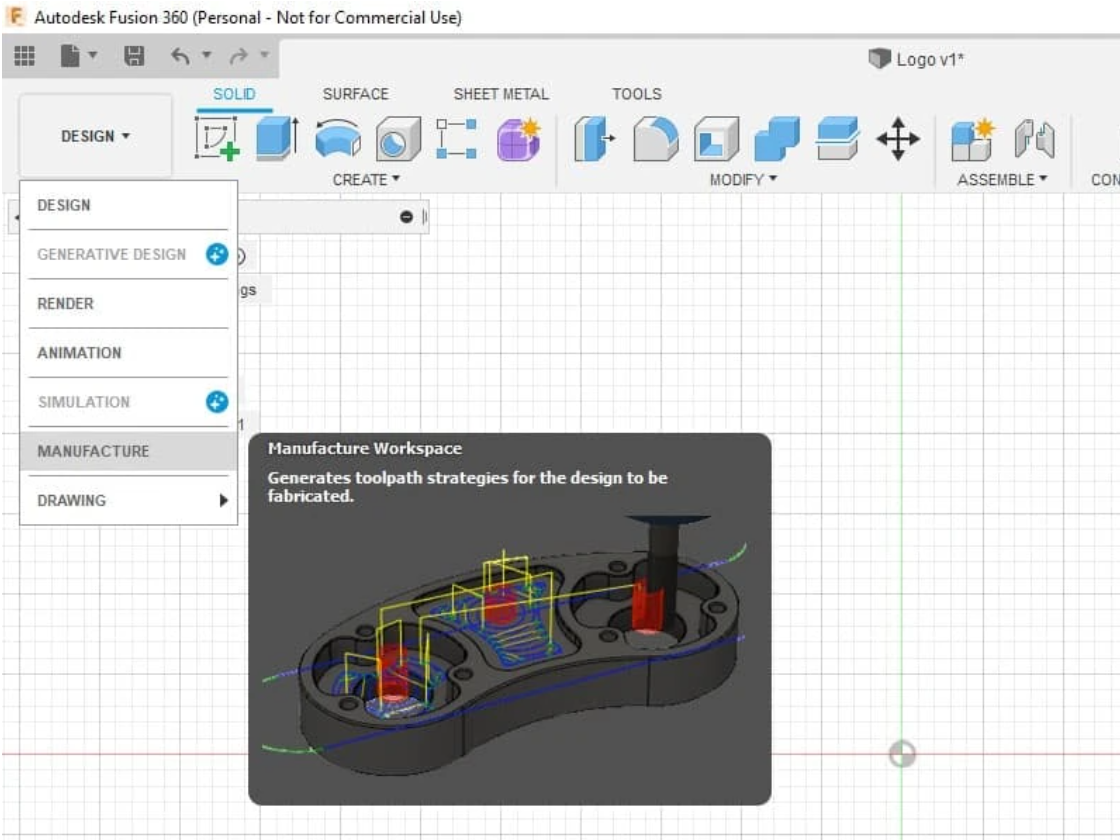 Autodesk Fusion 360 (Personal - Not for Commercial Use)
Logo v1*
SOLID SURFACE SHEET METAL TOOLS
DESIGN
CREATE MODIFY ASSEMBLE CON
DESIGN
GENERATIVE DESIGN
gs
RENDER
ANIMATION
SIMULATION
1
MANUFACTURE
DRAWING
Manufacture Workspace
Generates toolpath strategies for the design to be
fabricated.